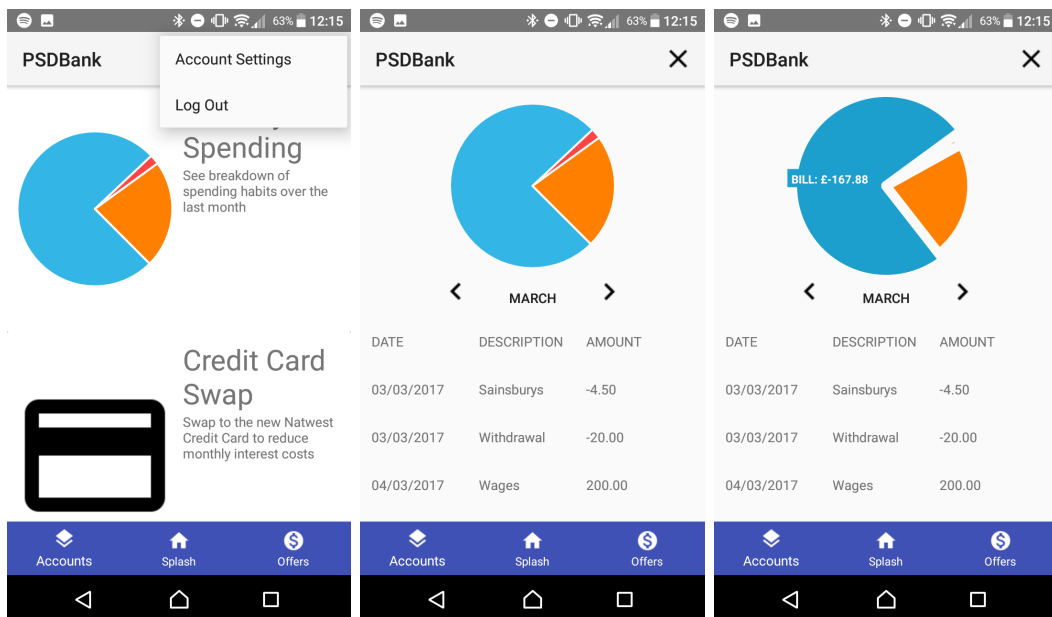 63% 12:15
PSDBank
Account Settings
Log Out
Spending
See breakdown of
spending habits over the
last month
Credit Card
Swap
Swap to the new Natwest
Credit Card to reduce
monthly interest costs
Accounts Splash Offers
63% 12:15
PSDBank
MARCH
DATE DESCRIPTION AMOUNT
03/03/2017 Sainsburys -4.50
03/03/2017 Withdrawal -20.00
04/03/2017 Wages 200.00
Accounts Splash Offers
63% 12:15
PSDBank
BILL: £-167.88
MARCH
DATE DESCRIPTION AMOUNT
03/03/2017 Sainsburys -4.50
03/03/2017 Withdrawal -20.00
04/03/2017 Wages 200.00
Accounts Splash Offers